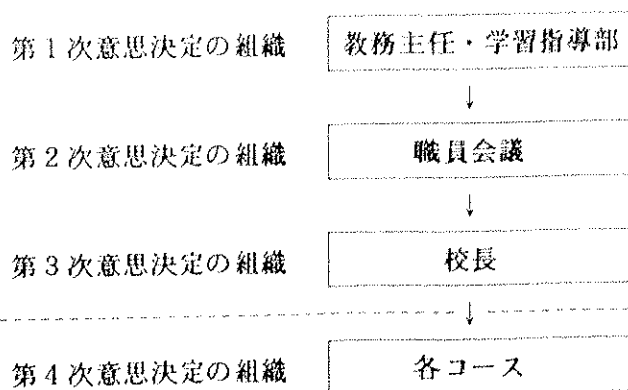 第1次意思決定の組織 教務主任・学習指導部
↓
第2次意思決定の組織 職員会議
↓
第3次意思決定の組織 校長
↓
第4次意思決定の組織 各コース